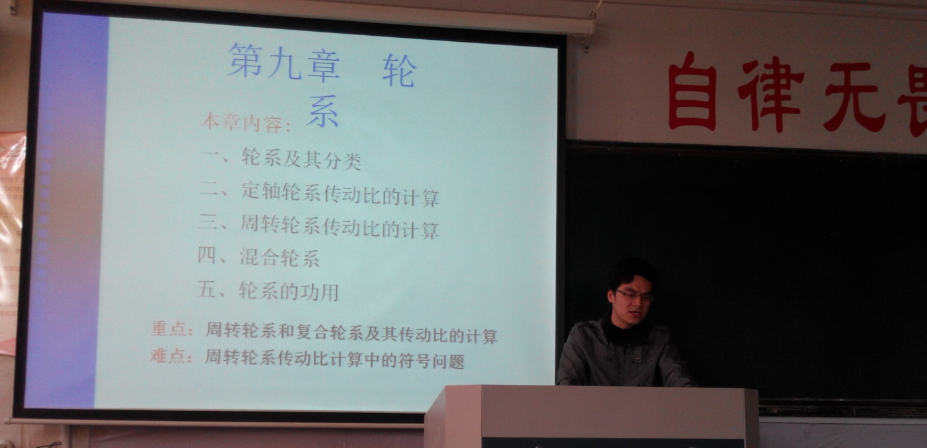 第九章 轮
系
本章内容：
一、轮系及其分类
二、定轴轮系传动比的计算
三、周转轮系传动比的计算
四、混合轮系
五、轮系的功用
重点：周转轮系和复合轮系及其传动比的计算
难点：周转轮系传动比计算中的符号问题
自律无畏